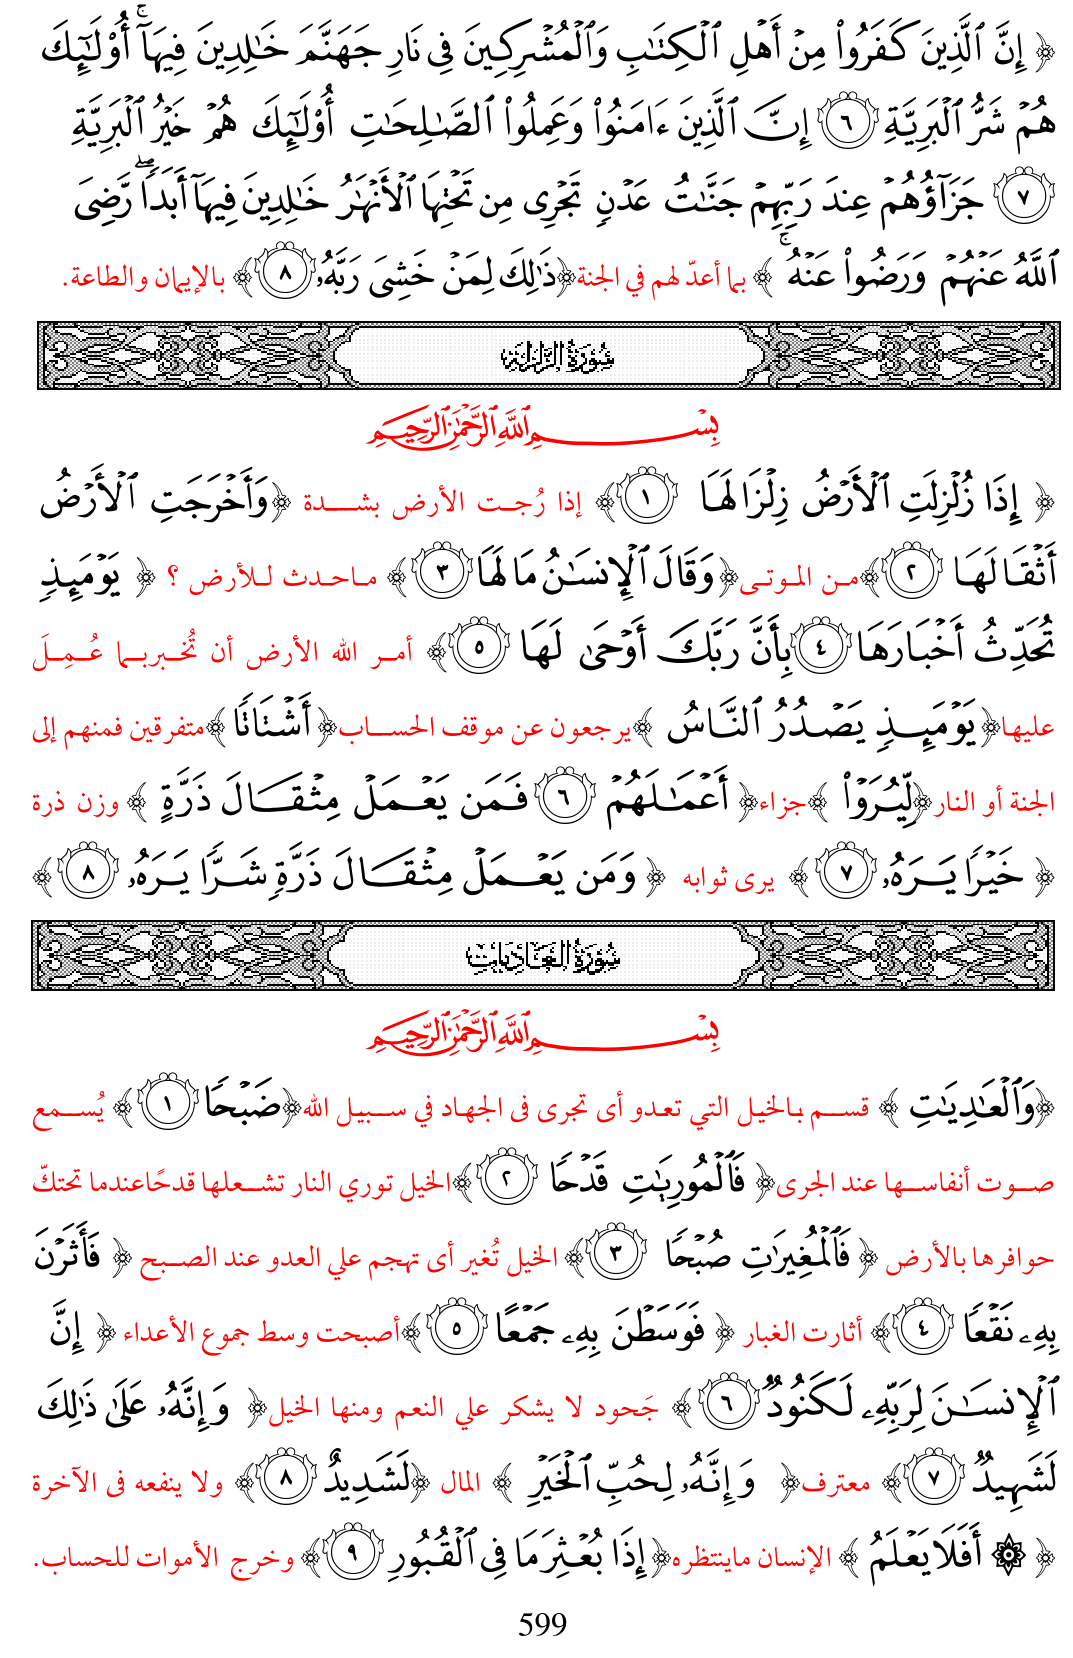 ﴿ إِنَّ ٱلَّذِينَ كَفَرُوا۟ مِنْ أَهْلِ ٱلْكِتَـٰبِ وَٱلْمُشْرِكِينَ فِى نَارِ جَهَنَّمَ خَـٰلِدِينَ فِيهَآ ۚ أُو۟لَـٰٓئِكَ
هُمْ شَرُّ ٱلْبَرِيَّةِ ٦ إِنَّ ٱلَّذِينَ ءَامَنُوا۟ وَعَمِلُوا۟ ٱلصَّـٰلِحَـٰتِ أُو۟لَـٰٓئِكَ هُمْ خَيْرُ ٱلْبَرِيَّةِ
٧ جَزَآؤُهُمْ عِندَ رَبِّهِمْ جَنَّـٰتُ عَدْنٍ تَجْرِى مِن تَحْتِهَا ٱلْأَنْهَـٰرُ خَـٰلِدِينَ فِيهَآ أَبَدًا ۖ رَّضِىَ
ٱللَّهُ عَنْهُمْ وَرَضُوا۟ عَنْهُ ۚ ﴾ بما أعدّ لهم في الجنة﴿ذَٰلِكَ لِمَنْ خَشِىَ رَبَّهُۥ ٨﴾ بالإيمان والطاعة.
سُورَةُ الزَّلْزَلَةِ
بِسْمِ ٱللَّهِ ٱلرَّحْمَـٰنِ ٱلرَّحِيمِ
﴿ إِذَا زُلْزِلَتِ ٱلْأَرْضُ زِلْزَالَهَا ١﴾ إذا رُجت الأرض بشدة ﴿وَأَخْرَجَتِ ٱلْأَرْضُ
أَثْقَالَهَا ٢﴾من الموتى﴿وَقَالَ ٱلْإِنسَـٰنُ مَا لَهَا ٣﴾ ماحدث للأرض ؟ ﴿ يَوْمَئِذٍ
تُحَدِّثُ أَخْبَارَهَا ٤ بِأَنَّ رَبَّكَ أَوْحَىٰ لَهَا ٥﴾ أمر الله الأرض أن تُخبربما عُمِلَ
عليها﴿يَوْمَئِذٍ يَصْدُرُ ٱلنَّاسُ ﴾يرجعون عن موقف الحساب﴿أَشْتَاتًا﴾متفرقين فمنهم إلى
الجنة أو النار﴿لِّيُرَوْا۟ ﴾جزاء﴿ أَعْمَـٰلَهُمْ ٦ فَمَن يَعْمَلْ مِثْقَالَ ذَرَّةٍ ﴾ وزن ذرة
﴿ خَيْرًا يَرَهُۥ ٧﴾ يرى ثوابه ﴿ وَمَن يَعْمَلْ مِثْقَالَ ذَرَّةٍ شَرًّا يَرَهُۥ ٨﴾
سُورَةُ العَادِيَاتِ
بِسْمِ ٱللَّهِ ٱلرَّحْمَـٰنِ ٱلرَّحِيمِ
﴿وَٱلْعَـٰدِيَـٰتِ ﴾ قسم بالخيل التي تعدو أى تجرى فى الجهاد في سبيل الله﴿ضَبْحًا ١﴾ يُسمع
صوت أنفاسها عند الجرى﴿ فَٱلْمُورِيَـٰتِ قَدْحًا ٢﴾الخيل توري النار تشعلها قدحًاعندما تحتكّ
حوافرها بالأرض ﴿ فَٱلْمُغِيرَٰتِ صُبْحًا ٣﴾ الخيل تُغير أى تهجم علي العدو عند الصبح ﴿ فَأَثَرْنَ
بِهِۦ نَقْعًا ٤﴾ أثارت الغبار ﴿ فَوَسَطْنَ بِهِۦ جَمْعًا ٥﴾أصبحت وسط جموع الأعداء ﴿ إِنَّ
ٱلْإِنسَـٰنَ لِرَبِّهِۦ لَكَنُودٌ ٦﴾ جَحود لا يشكر علي النعم ومنها الخيل﴿ وَإِنَّهُۥ عَلَىٰ ذَٰلِكَ
لَشَهِيدٌ ٧﴾ معترف﴿ وَإِنَّهُۥ لِحُبِّ ٱلْخَيْرِ ﴾ المال ﴿لَشَدِيدٌ ٨﴾ ولا ينفعه فى الآخرة
﴿ ۞ أَفَلَا يَعْلَمُ ﴾ الإنسان ماينتظره﴿إِذَا بُعْثِرَ مَا فِى ٱلْقُبُورِ ٩﴾ وخرج الأموات للحساب.
599